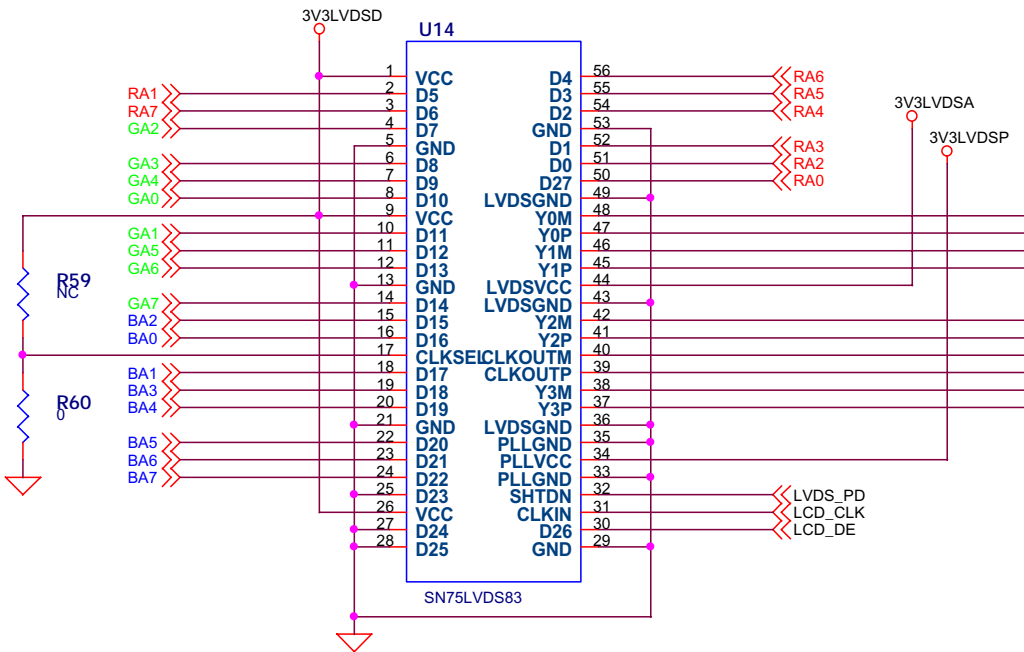 3V3LVDSD
U14
3V3LVDSA
3V3LVDSP
1 VCC D4 56 RA6
RA1 2 D5 D3 55 RA5
RA7 3 D6 D2 54 RA4
GA2 4 D7 GND 53
5 GND D1 52 RA3
GA3 6 D8 D0 51 RA2
GA4 7 D9 D27 50 RA0
GA0 8 D10 LVDSGND 49
9 VCC Y0M 48
GA1 10 D11 Y0P 47
GA5 11 D12 Y1M 46
GA6 12 D13 Y1P 45
13 GND LVDSVCC 44
GA7 14 D14 LVDSGND 43
BA2 15 D15 Y2M 42
BA0 16 D16 Y2P 41
17 CLKSEL CLKOUTM 40
BA1 18 D17 CLKOUTP 39
BA3 19 D18 Y3M 38
BA4 20 D19 Y3P 37
21 GND LVDSGND 36
BA5 22 D20 PLLGND 35
BA6 23 D21 PLLVCC 34
BA7 24 D22 PLLGND 33
25 D23 SHTDN 32 LVDS_PD
26 VCC CLKIN 31 LCD_CLK
27 D24 D26 30 LCD_DE
28 D25 GND 29
R59
NC
R60
0
SN75LVDS83